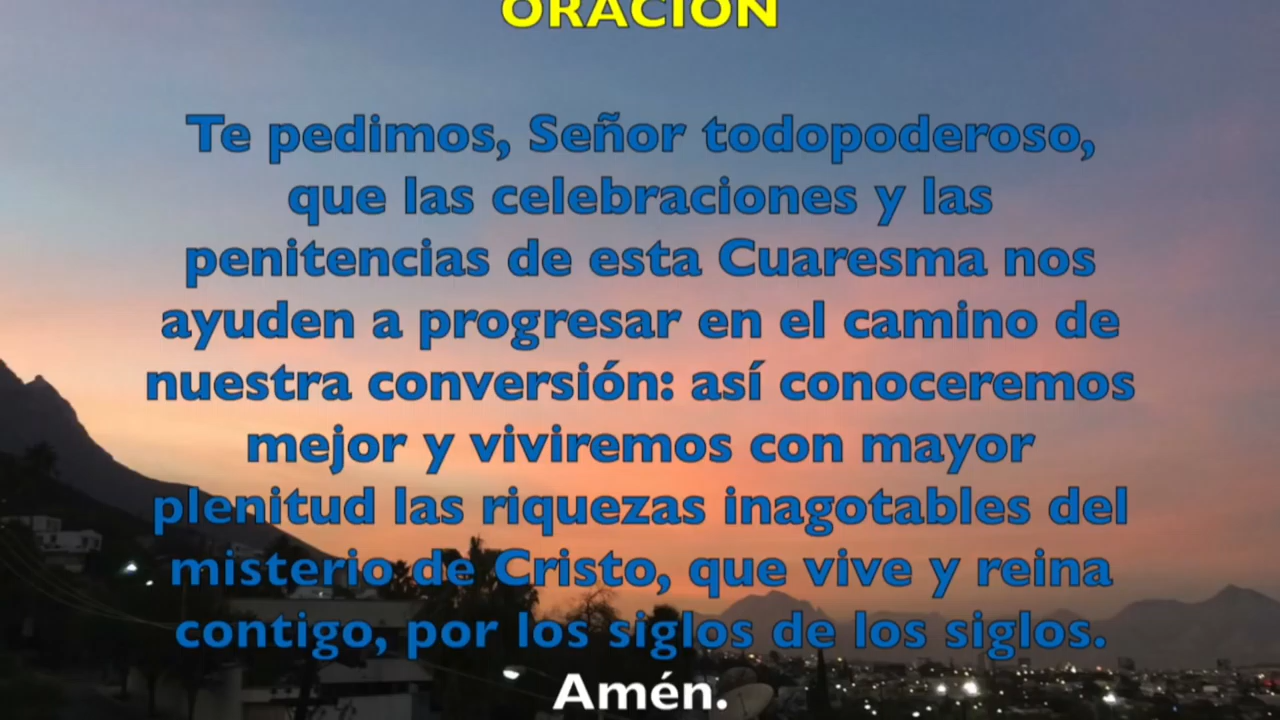 ORACIÓN
Te pedimos, Señor todopoderoso,
que las celebraciones y las
penitencias de esta Cuaresma nos
ayuden a progresar en el camino de
nuestra conversión: así conoceremos
mejor y viviremos con mayor
plenitud las riquezas inagotables del
misterio de Cristo, que vive y reina
contigo, por los siglos de los siglos.
Amén.